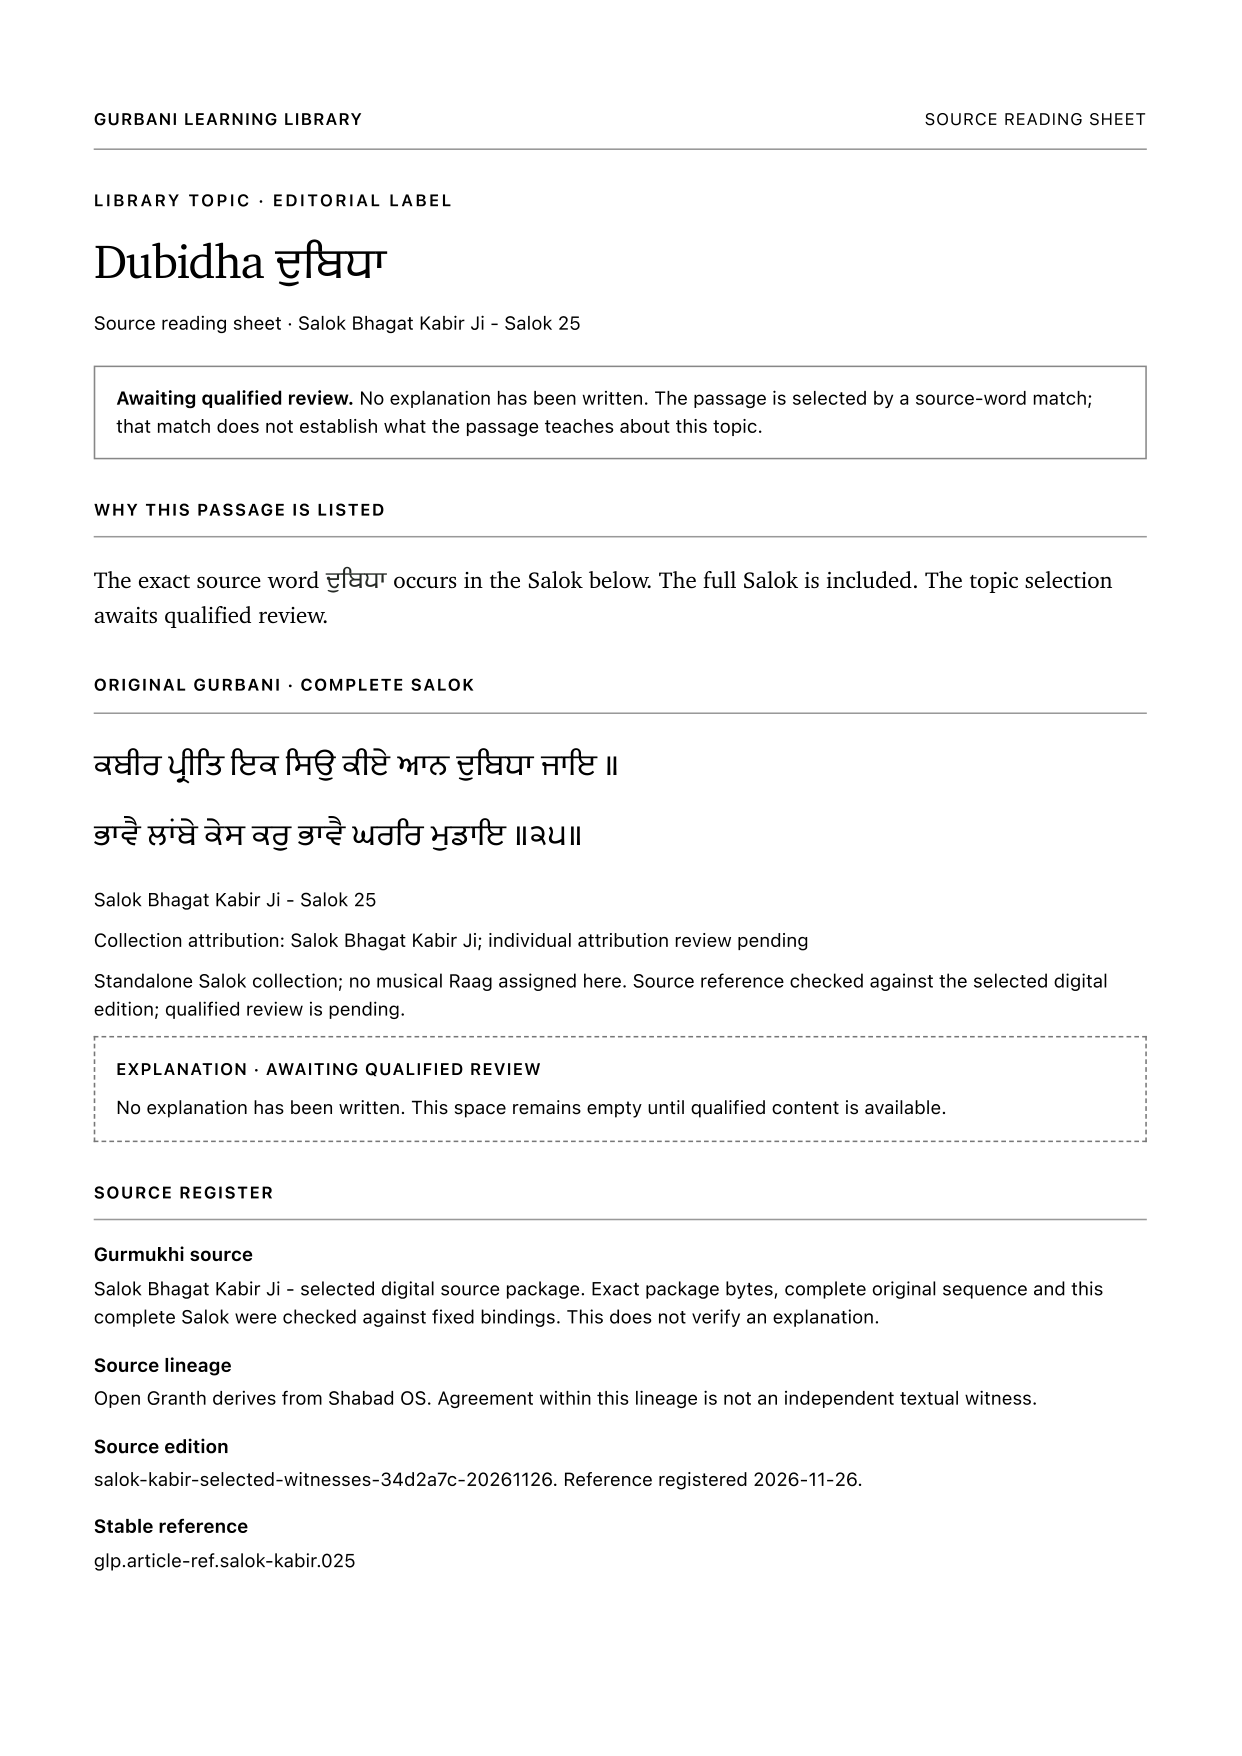 GURBANI LEARNING LIBRARY
SOURCE READING SHEET
LIBRARY TOPIC · EDITORIAL LABEL
Dubidha ਦੁਬਿਧਾ
Source reading sheet · Salok Bhagat Kabir Ji - Salok 25
Awaiting qualified review. No explanation has been written. The passage is selected by a source-word match;
that match does not establish what the passage teaches about this topic.
WHY THIS PASSAGE IS LISTED
The exact source word ਦੁਬਿਧਾ occurs in the Salok below. The full Salok is included. The topic selection
awaits qualified review.
ORIGINAL GURBANI · COMPLETE SALOK
ਕਬੀਰ ਪ੍ਰੀਤਿ ਇਕ ਸਿਉ ਕੀਏ ਆਨ ਦੁਬਿਧਾ ਜਾਇ ॥
ਭਾਵੈ ਲਾਂਬੇ ਕੇਸ ਕਰੁ ਭਾਵੈ ਘਰਰਿ ਮੁਡਾਇ ॥੨੫॥
Salok Bhagat Kabir Ji - Salok 25
Collection attribution: Salok Bhagat Kabir Ji; individual attribution review pending
Standalone Salok collection; no musical Raag assigned here. Source reference checked against the selected digital
edition; qualified review is pending.
EXPLANATION · AWAITING QUALIFIED REVIEW
No explanation has been written. This space remains empty until qualified content is available.
SOURCE REGISTER
Gurmukhi source
Salok Bhagat Kabir Ji - selected digital source package. Exact package bytes, complete original sequence and this
complete Salok were checked against fixed bindings. This does not verify an explanation.
Source lineage
Open Granth derives from Shabad OS. Agreement within this lineage is not an independent textual witness.
Source edition
salok-kabir-selected-witnesses-34d2a7c-20261126. Reference registered 2026-11-26.
Stable reference
glp.article-ref.salok-kabir.025